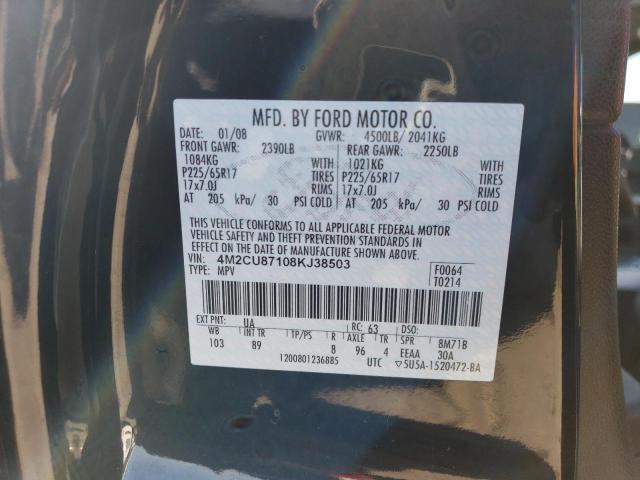 MFD. BY FORD MOTOR CO.
DATE: 01/08 GVWR: 4500LB/ 2041KG
FRONT GAWR: 2390LB REAR GAWR: 2250LB
1084KG WITH 1021KG WITH
P225/65R17 TIRES P225/65R17 TIRES
17x7.0J RIMS 17x7.0J RIMS
AT 205 kPa/ 30 PSI COLD AT 205 kPa/ 30 PSI COLD
THIS VEHICLE CONFORMS TO ALL APPLICABLE FEDERAL MOTOR
VEHICLE SAFETY AND THEFT PREVENTION STANDARDS IN
EFFECT ON THE DATE OF MANUFACTURE SHOWN ABOVE.
VIN: 4M2CU87108KJ38503 F0064
TYPE: MPV T0214
EXT PNT: UA RC: 63 DSO:
WB INT TR TP/PS R AXLE TR SPR 8M71B
103 89 8 96 4 EEAA 30A
1200801236885 UTC ▽5U5A-1520472-BA